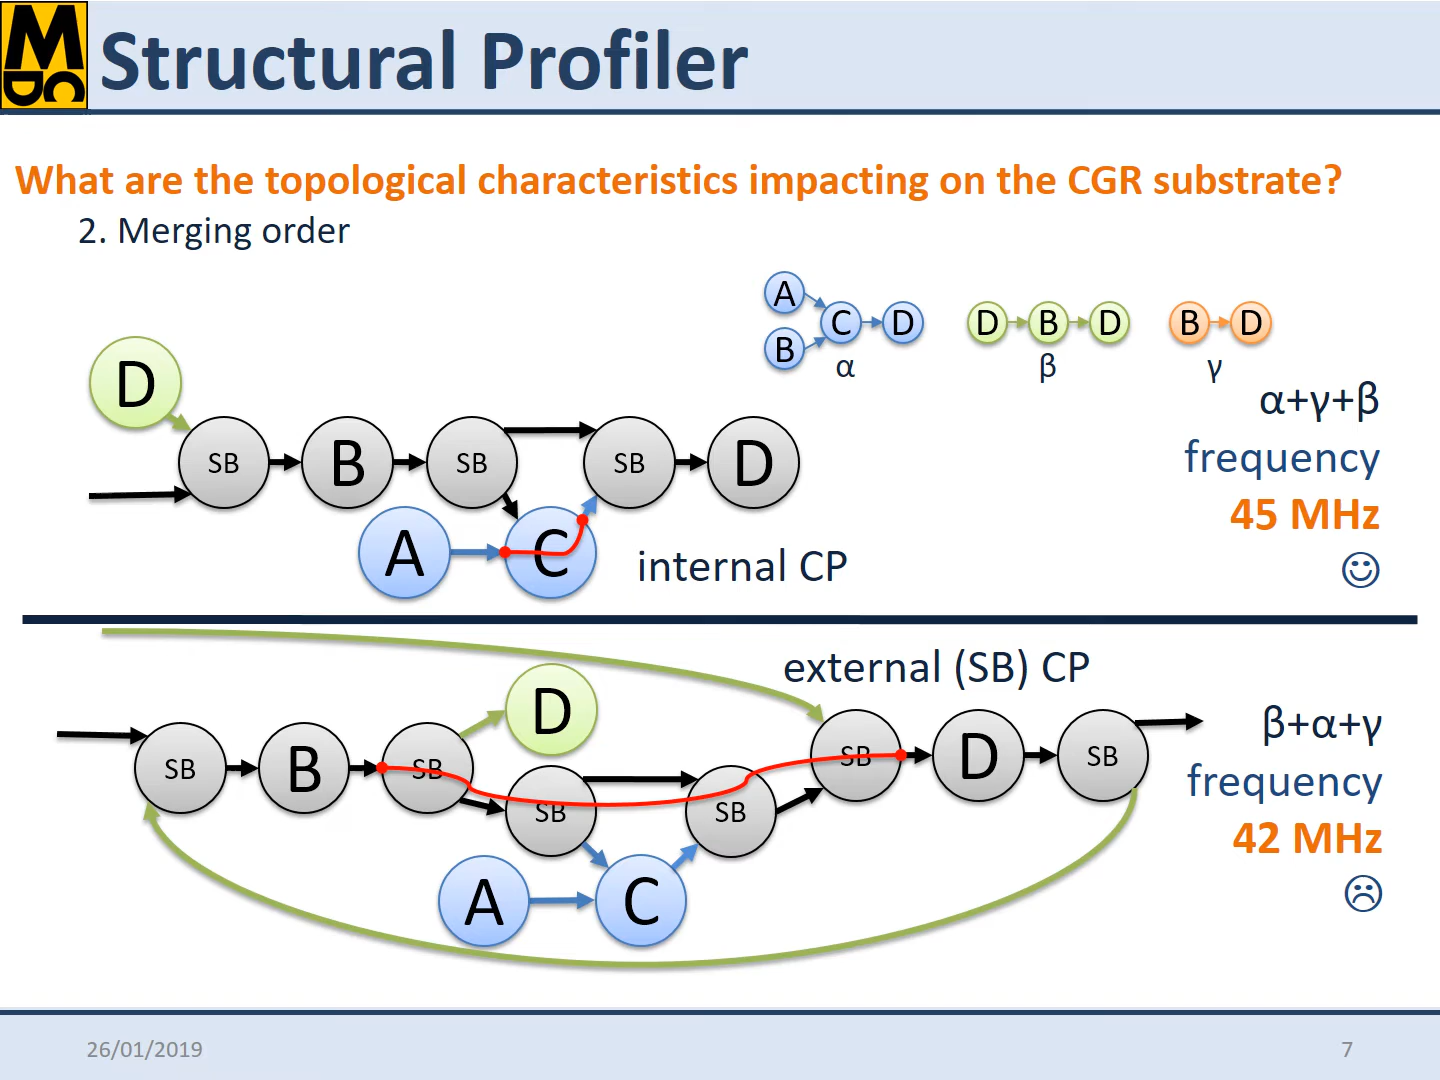 MDC
Structural Profiler
What are the topological characteristics impacting on the CGR substrate?
2. Merging order
A
B
C
D
α
D
B
D
β
B
D
γ
D
SB
B
SB
SB
D
A
C
internal CP
α+γ+β
frequency
45 MHz
☺
external (SB) CP
D
SB
B
SB
SB
SB
SB
D
SB
A
C
β+α+γ
frequency
42 MHz
☹
26/01/2019
7